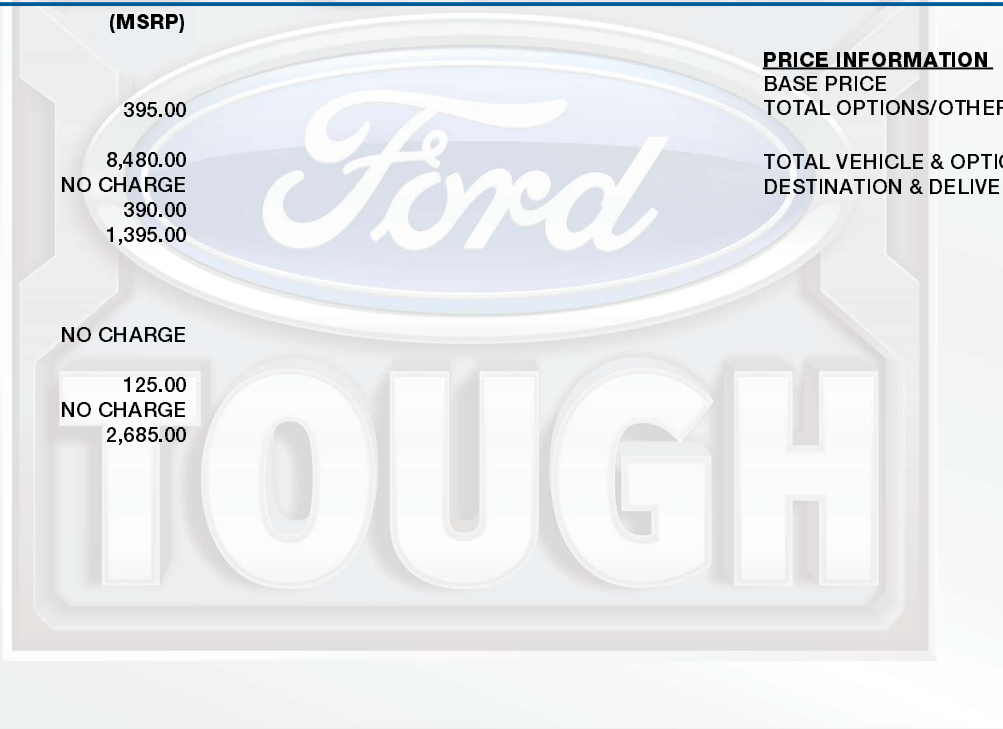 (MSRP)
395.00
8,480.00
NO CHARGE
390.00
1,395.00
NO CHARGE
125.00
NO CHARGE
2,685.00
PRICE INFORMATION
BASE PRICE
TOTAL OPTIONS/OTHER
TOTAL VEHICLE & OPTIO
DESTINATION & DELIVE
Ford
TOUGH